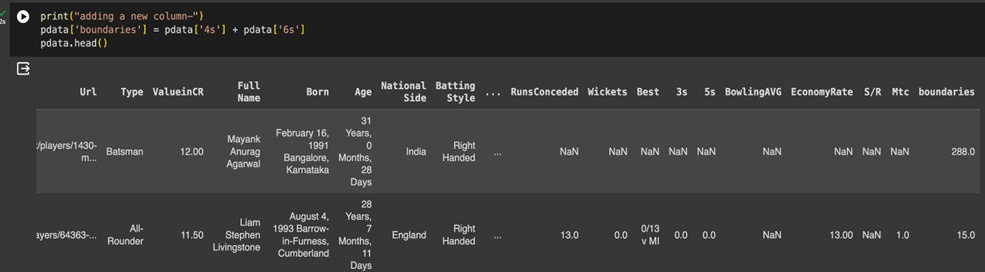 2s
print("adding a new column~")
pdata['boundaries'] = pdata['4s'] + pdata['6s']
pdata.head()
Url Type ValueinCR Full Name Born Age National Side Batting Style ... RunsConceded Wickets Best 3s 5s BowlingAVG EconomyRate S/R Mtc boundaries
:/players/1430-m... Batsman 12.00 Mayank Anurag Agarwal February 16, 1991 Bangalore, Karnataka 31 Years, 0 Months, 28 Days India Right Handed ... NaN NaN NaN NaN NaN NaN NaN NaN NaN 288.0
ayers/64363-... All-Rounder 11.50 Liam Stephen Livingstone August 4, 1993 Barrow-in-Furness, Cumberland 28 Years, 7 Months, 11 Days England Right Handed ... 13.0 0.0 0/13 v MI 0.0 0.0 NaN 13.00 NaN 1.0 15.0